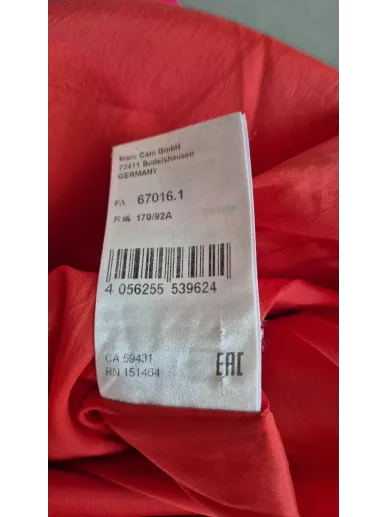 Marc Cain GmbH
72411 Bodelshausen
GERMANY
FA 67016.1
尺碼 170/92A
4 056255 539624
CA 59431
RN 151464
EAC